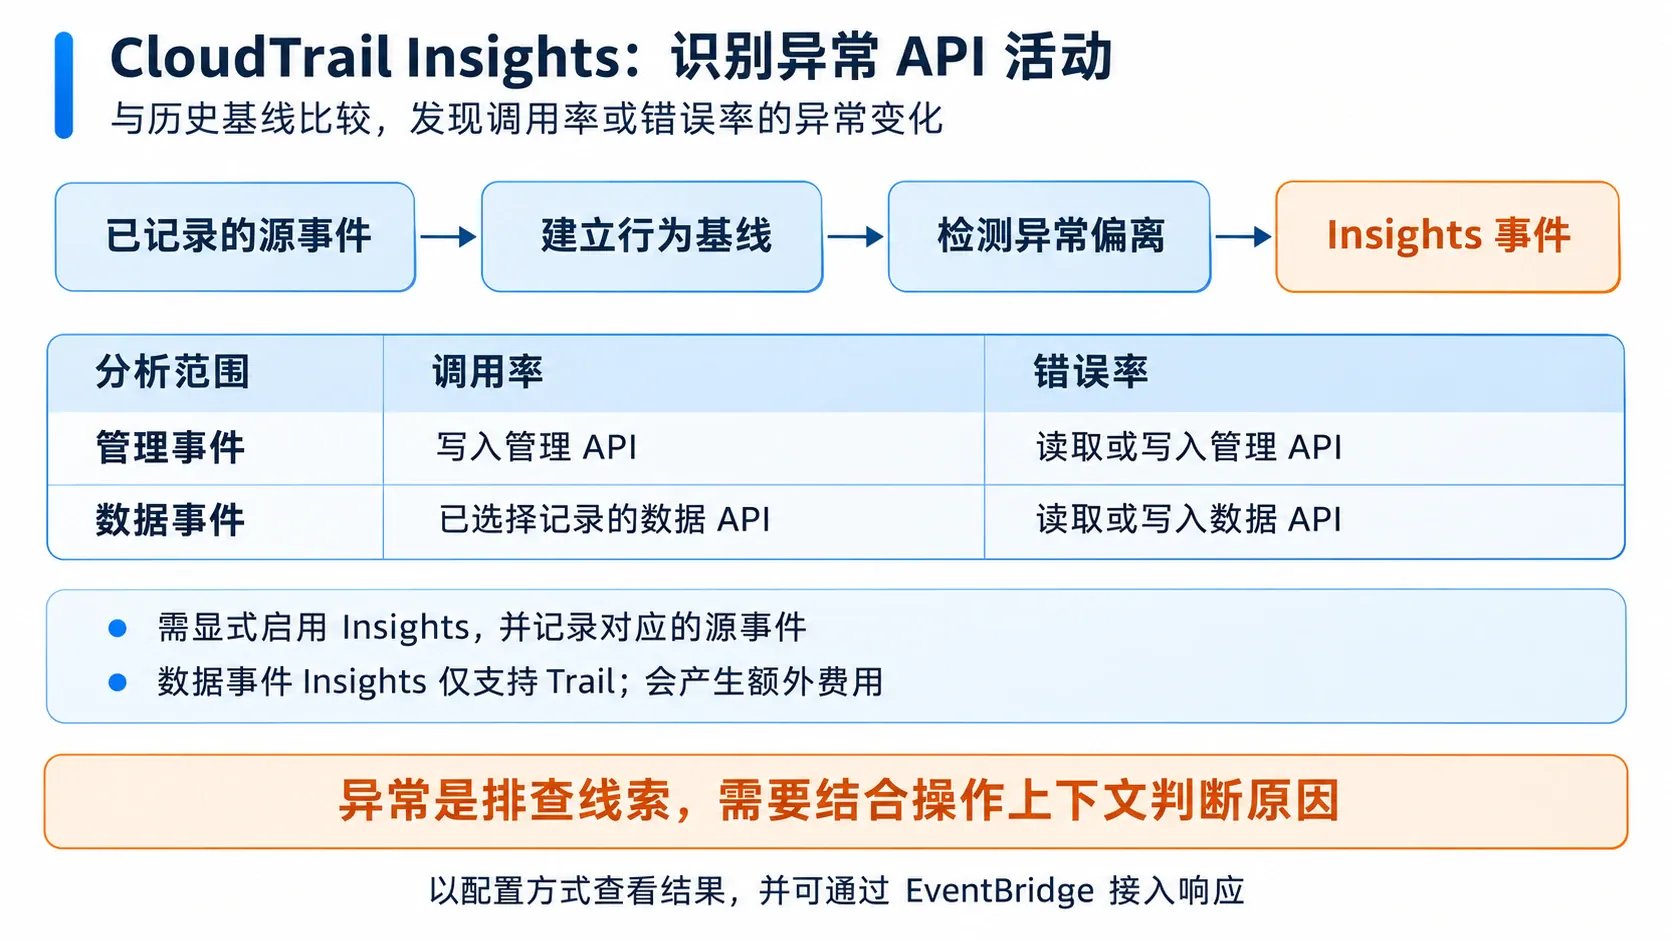 CloudTrail Insights：识别异常 API 活动
与历史基线比较，发现调用率或错误率的异常变化
已记录的源事件
建立行为基线
检测异常偏离
Insights 事件
分析范围
调用率
错误率
管理事件
写入管理 API
读取或写入管理 API
数据事件
已选择记录的数据 API
读取或写入数据 API
需显式启用 Insights，并记录对应的源事件
数据事件 Insights 仅支持 Trail；会产生额外费用
异常是排查线索，需要结合操作上下文判断原因
以配置方式查看结果，并可通过 EventBridge 接入响应